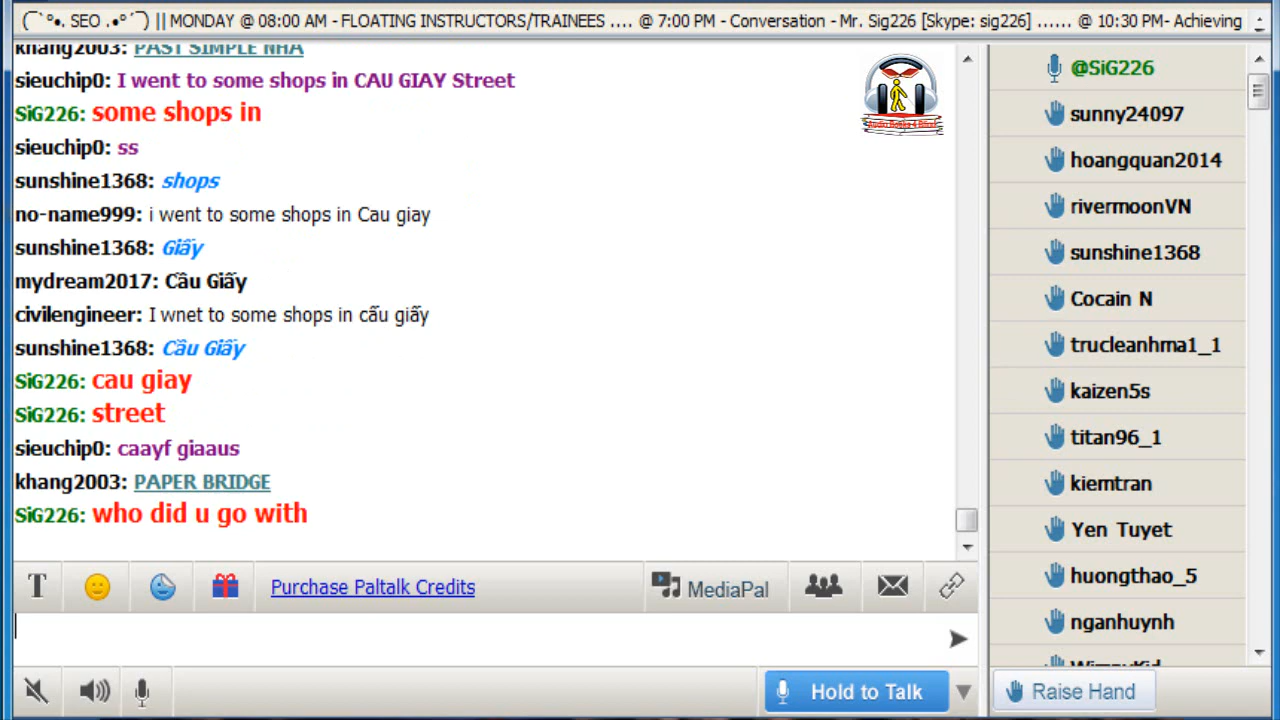 (¯`°•. SEO .•°´¯) || MONDAY @ 08:00 AM - FLOATING INSTRUCTORS/TRAINEES .... @ 7:00 PM - Conversation - Mr. Sig226 [Skype: sig226] ...... @ 10:30 PM- Achieving
khang2003: PAST SIMPLE NHA
sieuchip0: I went to some shops in CAU GIAY Street
SiG226: some shops in
sieuchip0: ss
sunshine1368: shops
no-name999: i went to some shops in Cau giay
sunshine1368: Giấy
mydream2017: Cầu Giấy
civilengineer: I wnet to some shops in cấu giấy
sunshine1368: Cầu Giấy
SiG226: cau giay
SiG226: street
sieuchip0: caayf giaaus
khang2003: PAPER BRIDGE
SiG226: who did u go with
T
Purchase Paltalk Credits
MediaPal
Hold to Talk
@SiG226
sunny24097
hoangquan2014
rivermoonVN
sunshine1368
Cocain N
trucleanhma1_1
kaizen5s
titan96_1
kiemtran
Yen Tuyet
huongthao_5
nganhuynh
Raise Hand